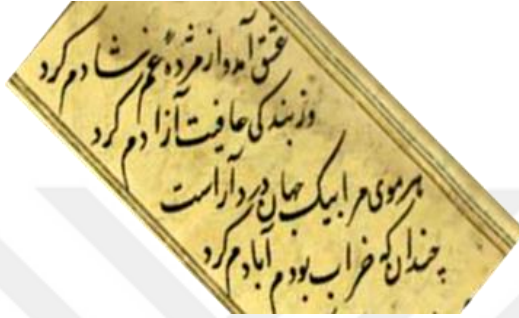 عشق آمد و از مژدهٔ غم شادم کرد
وز بندگی عافیت آزادم کرد
هر موی مرا بیک جهان درد آراست
چندان که خراب بودم آبادم کرد